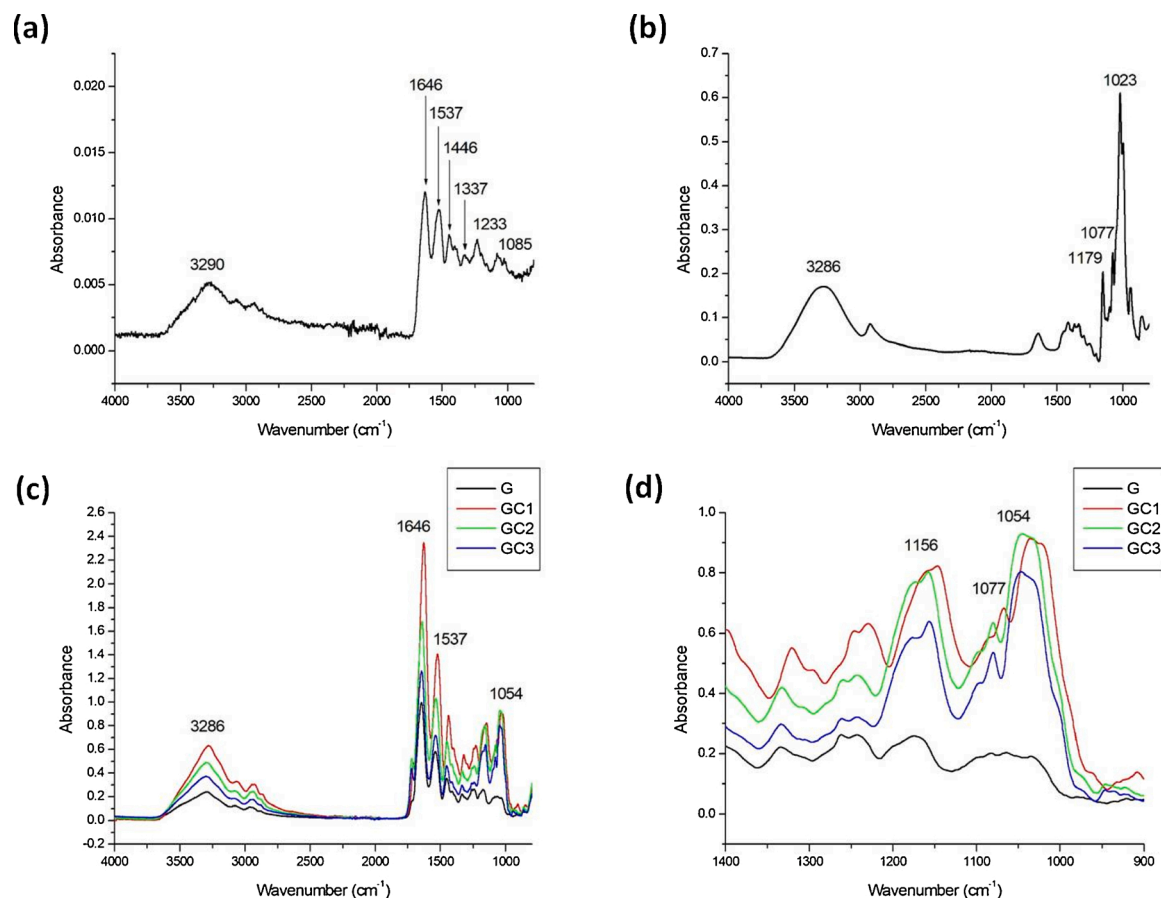 (a)
1646
1537
1446
1337
1233
1085
3290
0.020
0.015
0.010
0.005
0.000
Absorbance
4000 3500 3000 2500 2000 1500 1000
Wavenumber (cm⁻¹)
(b)
1023
1077
1179
3286
0.7
0.6
0.5
0.4
0.3
0.2
0.1
0.0
Absorbance
4000 3500 3000 2500 2000 1500 1000
Wavenumber (cm⁻¹)
(c)
G
GC1
GC2
GC3
1646
1537
1054
3286
2.6
2.4
2.2
2.0
1.8
1.6
1.4
1.2
1.0
0.8
0.6
0.4
0.2
0.0
-0.2
Absorbance
4000 3500 3000 2500 2000 1500 1000
Wavenumber (cm⁻¹)
(d)
G
GC1
GC2
GC3
1054
1156
1077
1.0
0.8
0.6
0.4
0.2
0.0
Absorbance
1400 1300 1200 1100 1000 900
Wavenumber (cm⁻¹)